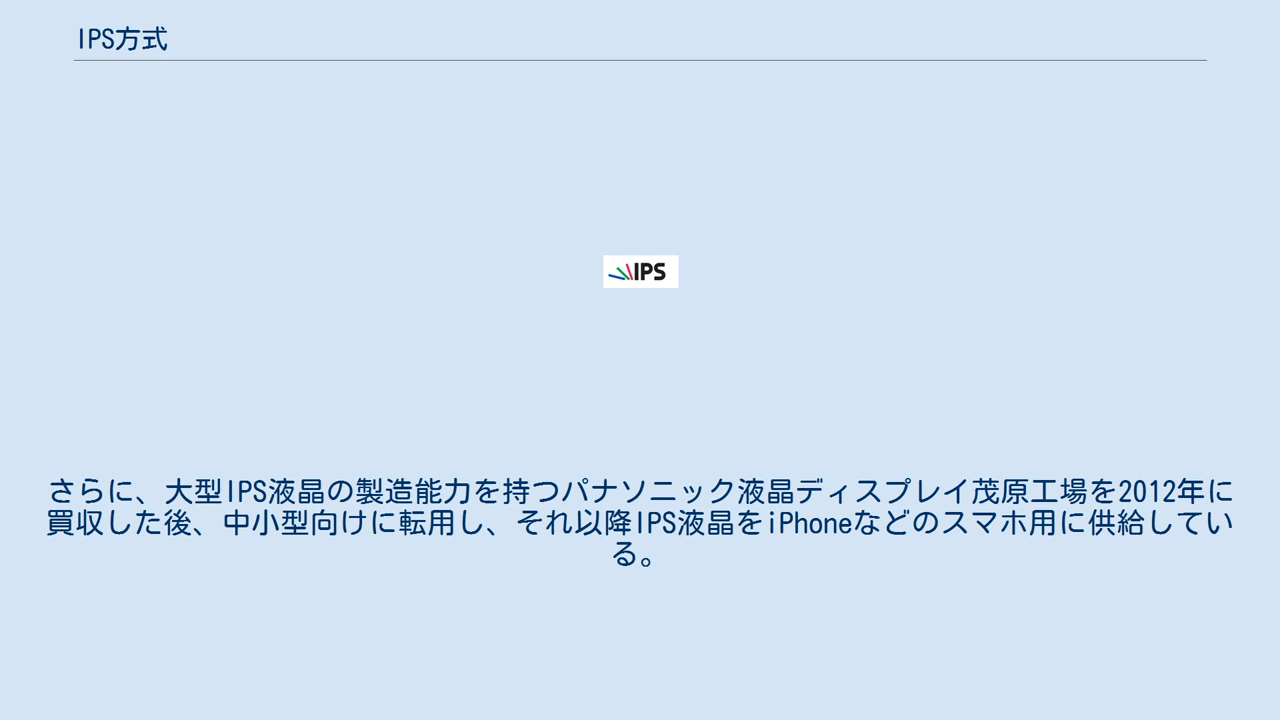 IPS方式
IPS
さらに、大型IPS液晶の製造能力を持つパナソニック液晶ディスプレイ茂原工場を2012年に
買収した後、中小型向けに転用し、それ以降IPS液晶をiPhoneなどのスマホ用に供給してい
る。